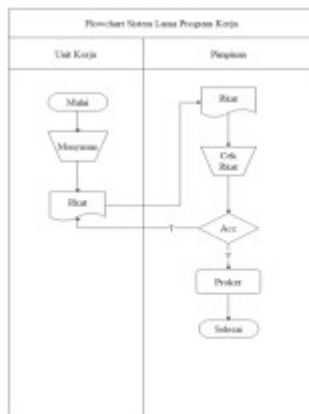 Flowchart Sistem Lama Program Kerja
Unit Kerja
Pimpinan
Mulai
Menyusun
Rkat
Rkat
Cek
Rkat
Acc
T
Y
Proker
Selesai